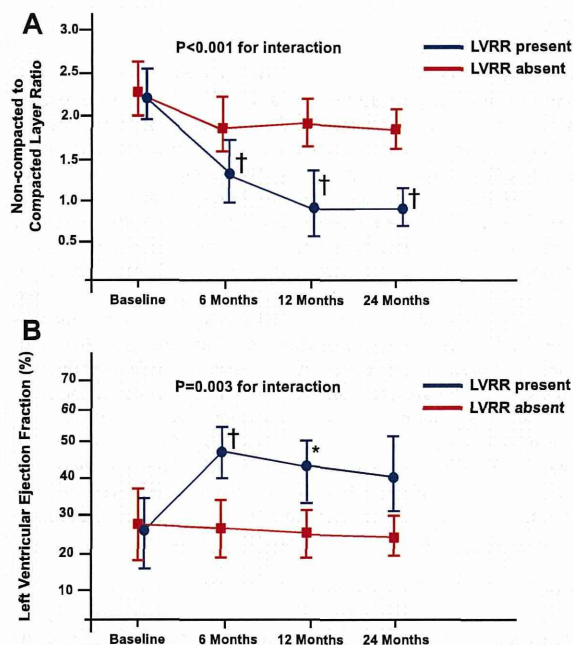 A
P<0.001 for interaction
LVRR present
LVRR absent
Non-compacted to
Compacted Layer Ratio
3.0
2.5
2.0
1.5
1.0
0.5
†
†
†
Baseline
6 Months
12 Months
24 Months
B
P=0.003 for interaction
LVRR present
LVRR absent
Left Ventricular Ejection Fraction (%)
70
60
50
40
30
20
10
†
*
Baseline
6 Months
12 Months
24 Months